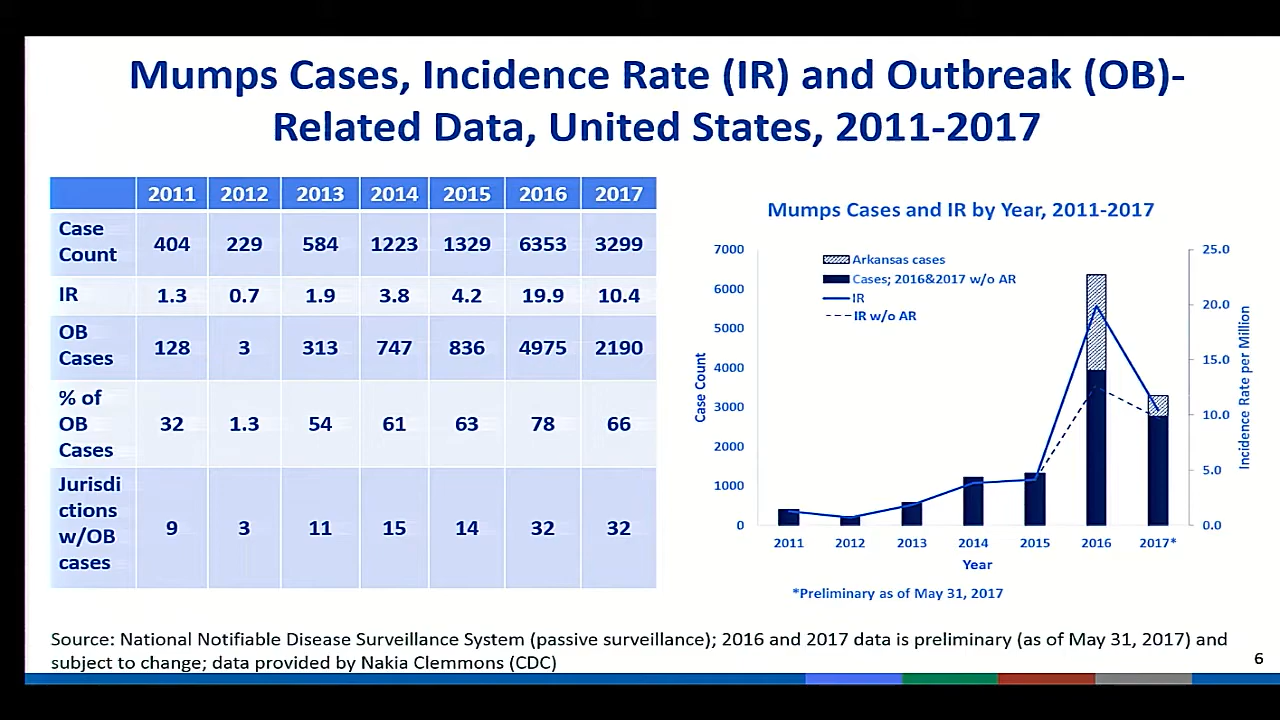 Mumps Cases, Incidence Rate (IR) and Outbreak (OB)-
Related Data, United States, 2011-2017
2011 2012 2013 2014 2015 2016 2017
Case
Count
404 229 584 1223 1329 6353 3299
IR 1.3 0.7 1.9 3.8 4.2 19.9 10.4
OB
Cases
128 3 313 747 836 4975 2190
% of
OB
Cases
32 1.3 54 61 63 78 66
Jurisdi
ctions
w/OB
cases
9 3 11 15 14 32 32
Mumps Cases and IR by Year, 2011-2017
Arkansas cases
Cases; 2016&2017 w/o AR
IR
IR w/o AR
Case Count
7000
6000
5000
4000
3000
2000
1000
0
25.0
20.0
15.0
10.0
5.0
0.0
Incidence Rate per Million
2011 2012 2013 2014 2015 2016 2017*
Year
*Preliminary as of May 31, 2017
Source: National Notifiable Disease Surveillance System (passive surveillance); 2016 and 2017 data is preliminary (as of May 31, 2017) and
subject to change; data provided by Nakia Clemmons (CDC)
6